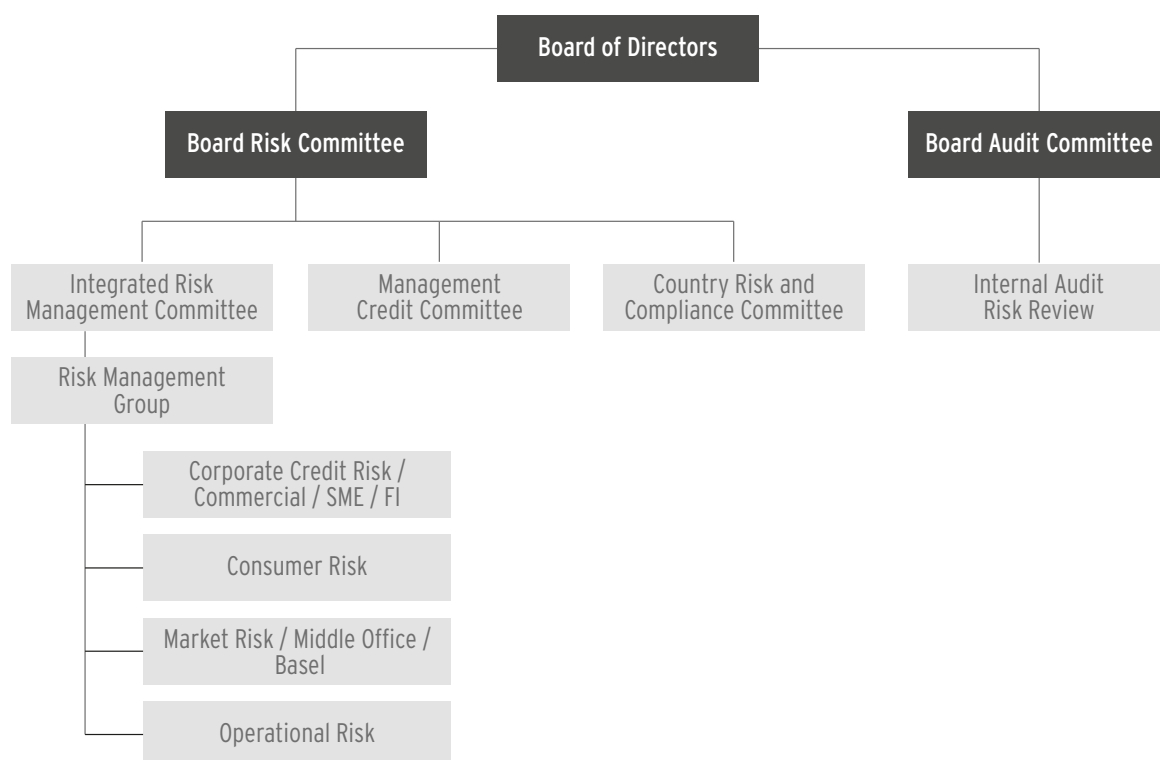 Board of Directors
Board Risk Committee
Board Audit Committee
Integrated Risk
Management Committee
Management
Credit Committee
Country Risk and
Compliance Committee
Internal Audit
Risk Review
Risk Management
Group
Corporate Credit Risk /
Commercial / SME / FI
Consumer Risk
Market Risk / Middle Office /
Basel
Operational Risk